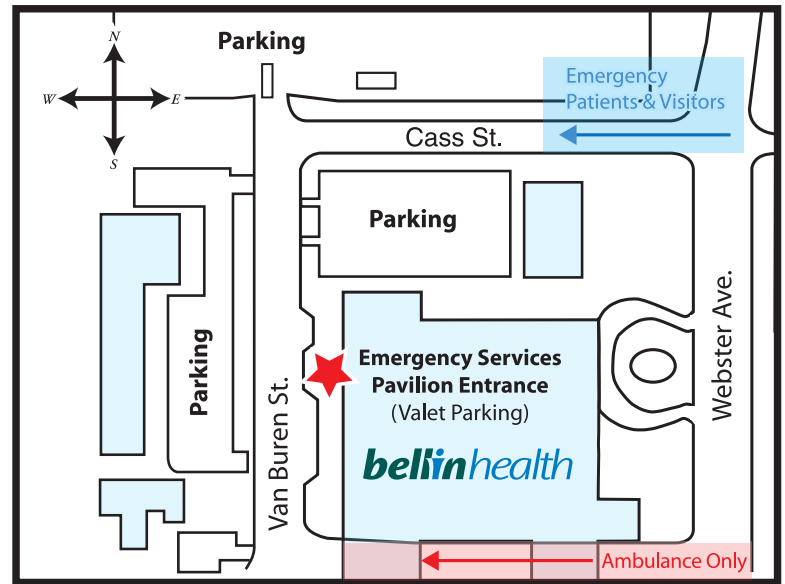 N
W
E
S
Parking
Emergency
Patients & Visitors
Cass St.
Parking
Parking
Van Buren St.
Emergency Services
Pavilion Entrance
(Valet Parking)
bellinhealth
Webster Ave.
Ambulance Only